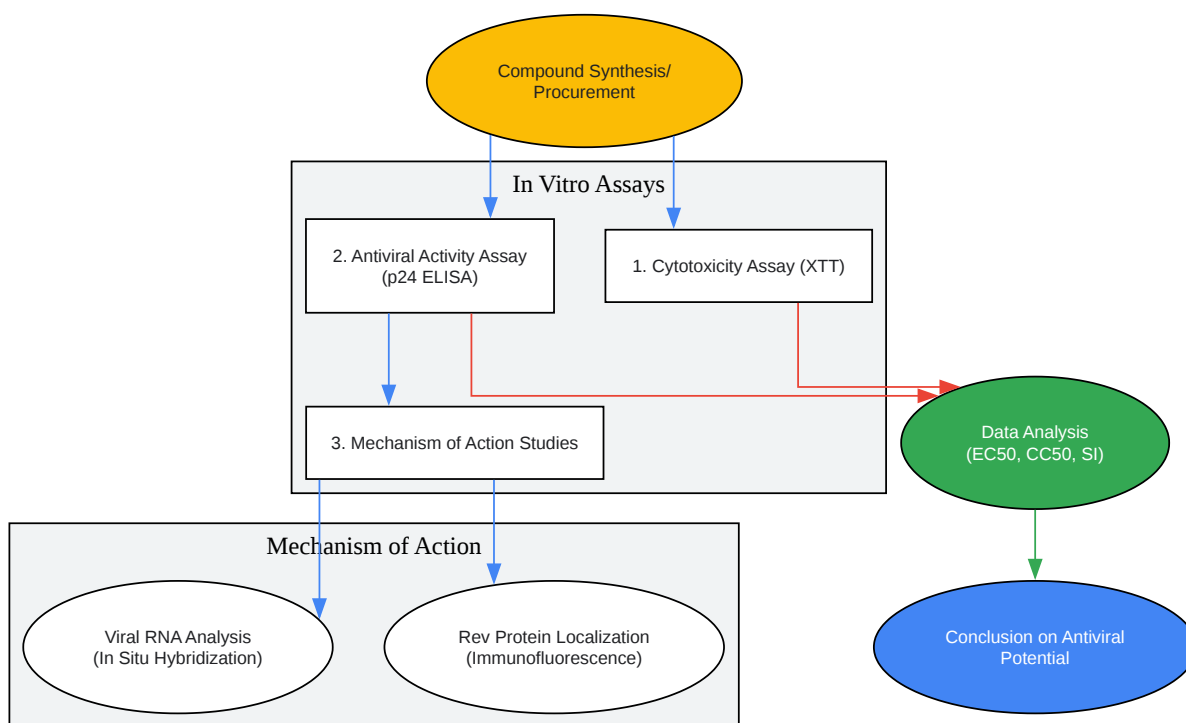 Compound Synthesis/
Procurement
In Vitro Assays
2. Antiviral Activity Assay
(p24 ELISA)
1. Cytotoxicity Assay (XTT)
3. Mechanism of Action Studies
Data Analysis
(EC50, CC50, SI)
Mechanism of Action
Viral RNA Analysis
(In Situ Hybridization)
Rev Protein Localization
(Immunofluorescence)
Conclusion on Antiviral
Potential